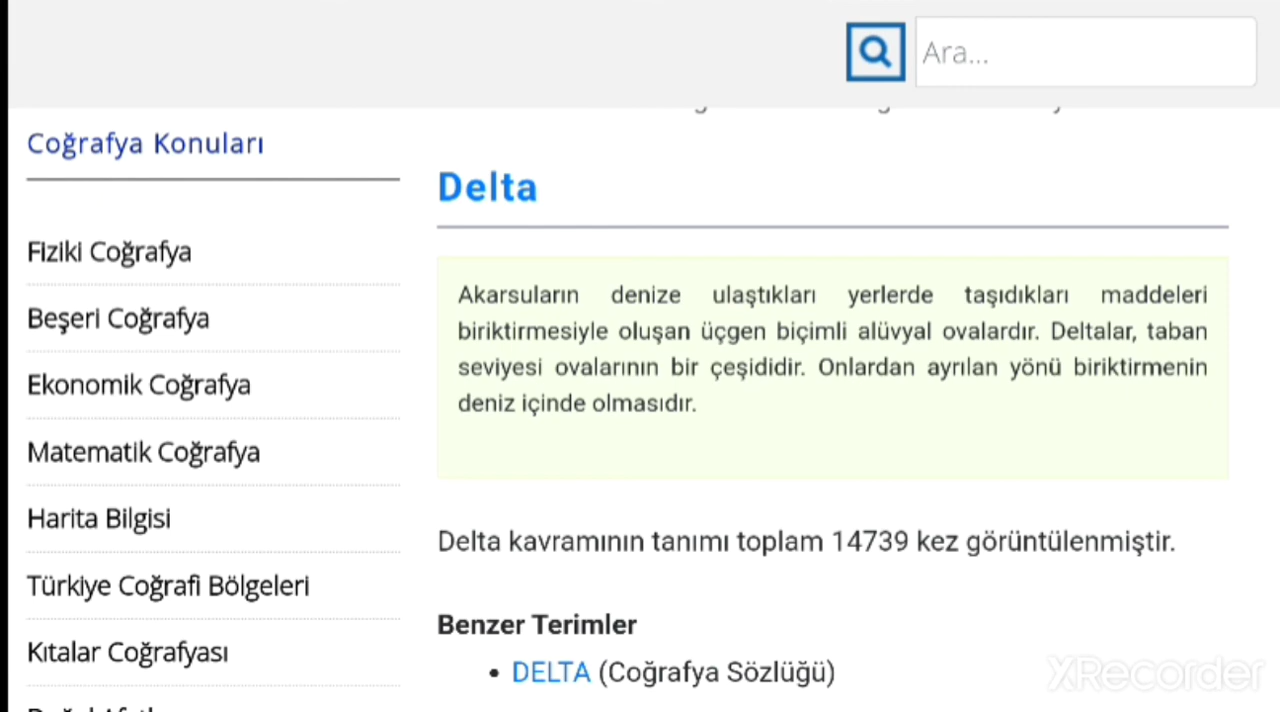 Ara...
Coğrafya Konuları
Fiziki Coğrafya
Beşeri Coğrafya
Ekonomik Coğrafya
Matematik Coğrafya
Harita Bilgisi
Türkiye Coğrafi Bölgeleri
Kıtalar Coğrafyası
Delta
Akarsuların denize ulaştıkları yerlerde taşıdıkları maddeleri
biriktirmesiyle oluşan üçgen biçimli alüvyal ovalardır. Deltalar, taban
seviyesi ovalarının bir çeşididir. Onlardan ayrılan yönü biriktirmenin
deniz içinde olmasıdır.
Delta kavramının tanımı toplam 14739 kez görüntülenmiştir.
Benzer Terimler
• DELTA (Coğrafya Sözlüğü)
XRecorder